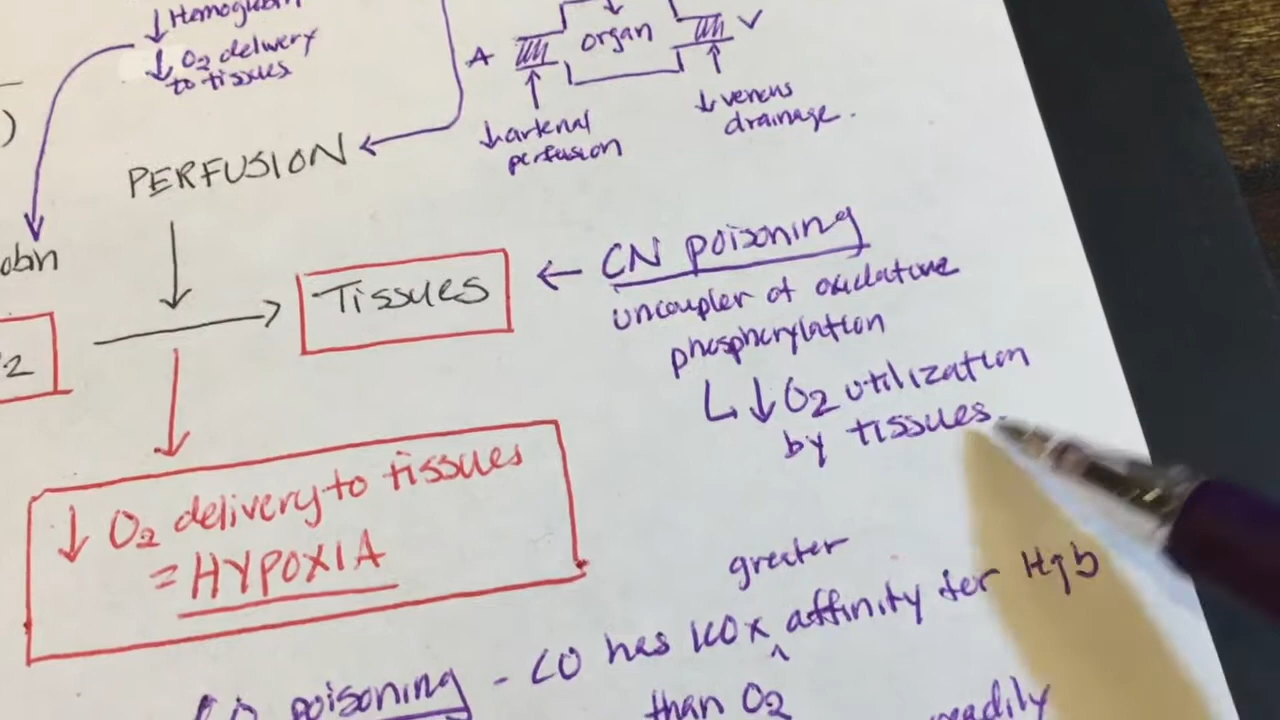 ↓ Hemoglobin
↓ O2 delivery
to tissues
organ
A
V
↓ arterial
perfusion
↓ venous
drainage.
)
PERFUSION
obin
2
Tissues
← CN poisoning
uncoupler of oxidative
phosphorylation
↳ ↓ O2 utilization
by tissues.
↓ O2 delivery to tissues
= HYPOXIA
greater
poisoning - CO has 100x ^ affinity for Hgb
than O2
readily